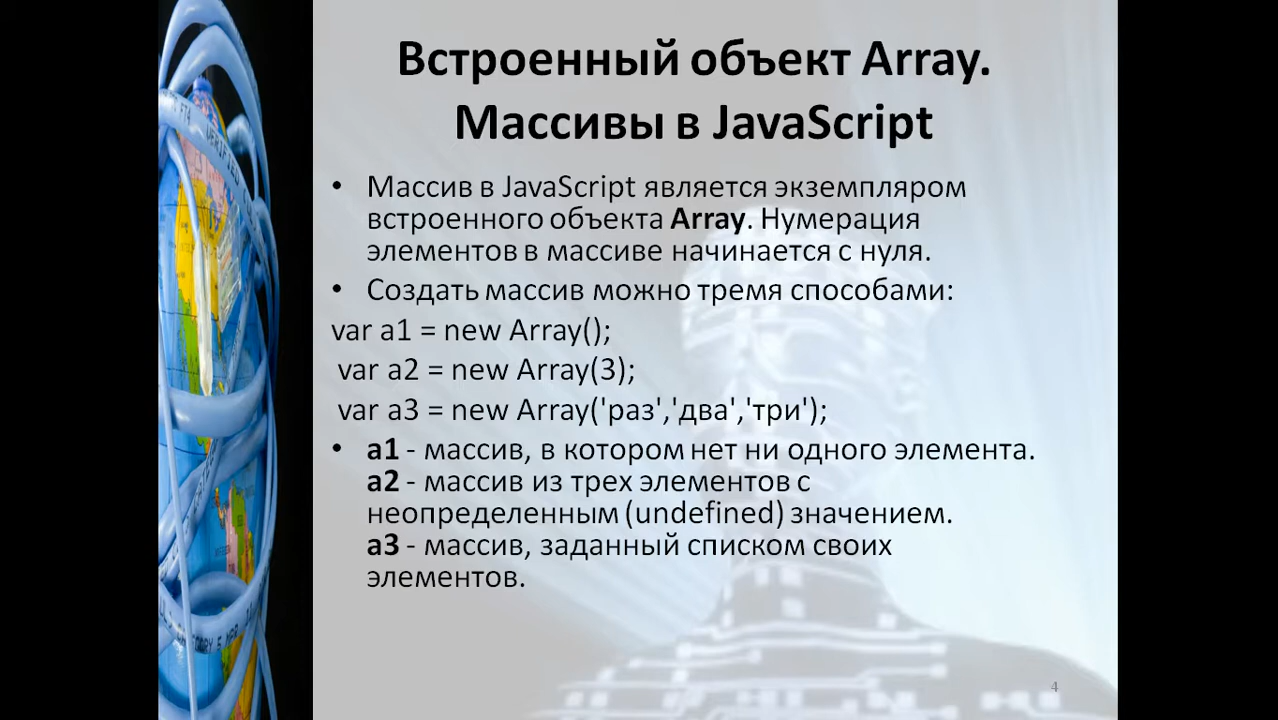 Встроенный объект Array.
Массивы в JavaScript
• Массив в JavaScript является экземпляром
встроенного объекта Array. Нумерация
элементов в массиве начинается с нуля.
• Создать массив можно тремя способами:
var a1 = new Array();
var a2 = new Array(3);
var a3 = new Array('раз','два','три');
• a1 - массив, в котором нет ни одного элемента.
a2 - массив из трех элементов с
неопределенным (undefined) значением.
a3 - массив, заданный списком своих
элементов.
4